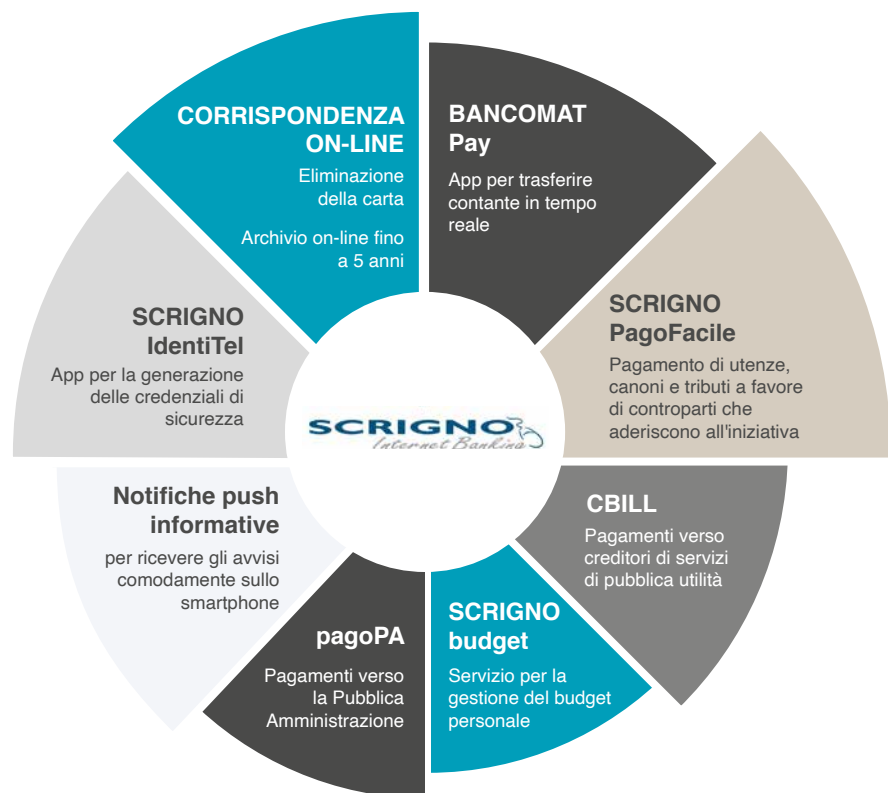 CORRISPONDENZA
ON-LINE
Eliminazione
della carta
Archivio on-line fino
a 5 anni
BANCOMAT
Pay
App per trasferire
contante in tempo
reale
SCRIGNO
PagoFacile
Pagamento di utenze,
canoni e tributi a favore
di controparti che
aderiscono all'iniziativa
SCRIGNO
IdentiTel
App per la generazione
delle credenziali di
sicurezza
SCRIGNO
Internet Banking
Notifiche push
informative
per ricevere gli avvisi
comodamente sullo
smartphone
CBILL
Pagamenti verso
creditori di servizi
di pubblica utilità
pagoPA
Pagamenti verso
la Pubblica
Amministrazione
SCRIGNO
budget
Servizio per la
gestione del budget
personale